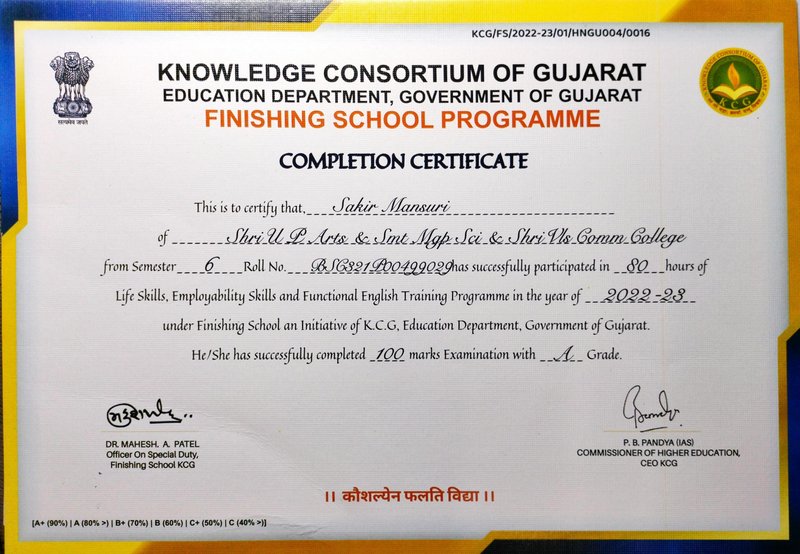 KCG/FS/2022-23/01/HNGU004/0016
KNOWLEDGE CONSORTIUM OF GUJARAT
EDUCATION DEPARTMENT, GOVERNMENT OF GUJARAT
FINISHING SCHOOL PROGRAMME
सत्यमेव जयते
KNOWLEDGE CONSORTIUM OF GUJARAT
KCG
COMPLETION CERTIFICATE
This is to certify that, Sakir Mansuri
of Shri U P Arts & Smt Mgp Sci & Shri Vls Comm College
from Semester 6 Roll No. BSC321P00499029 has successfully participated in 80 hours of
Life Skills, Employability Skills and Functional English Training Programme in the year of 2022-23
under Finishing School an Initiative of K.C.G, Education Department, Government of Gujarat.
He/She has successfully completed 100 marks Examination with A Grade.
DR. MAHESH. A. PATEL
Officer On Special Duty,
Finishing School KCG
P. B. PANDYA (IAS)
COMMISSIONER OF HIGHER EDUCATION,
CEO KCG
।। कौशल्येन फलति विद्या ।।
[A+ (90%) | A (80% >) | B+ (70%) | B (60%) | C+ (50%) | C (40% >)]